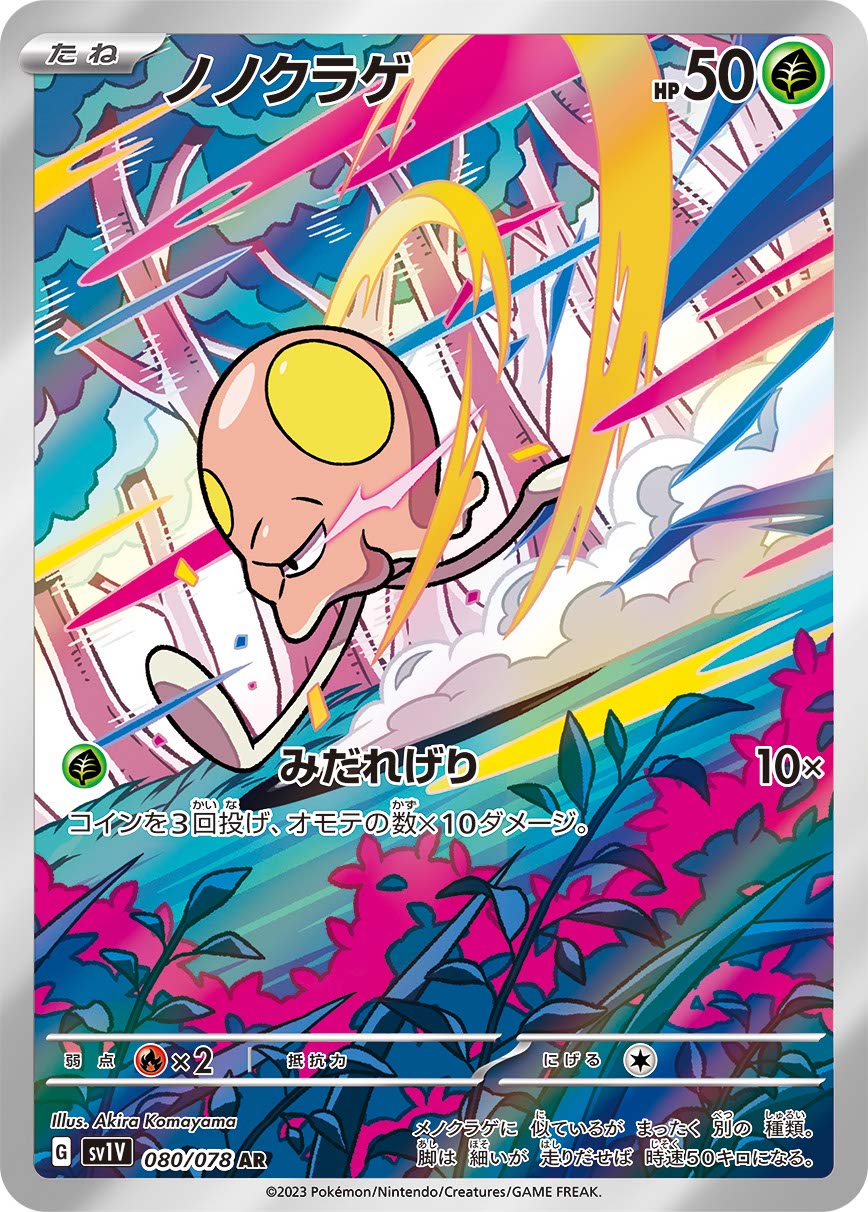 たね ノノクラゲ HP50
みだれげり 10×
コインを3回投げ、オモテの数×10ダメージ。
弱点 ×2 抵抗力 にげる
Illus. Akira Komayama
メノクラゲに 似ているが まったく 別の 種類。
脚は 細いが 走りだせば 時速50キロになる。
G sv1V 080/078 AR
©2023 Pokémon/Nintendo/Creatures/GAME FREAK.